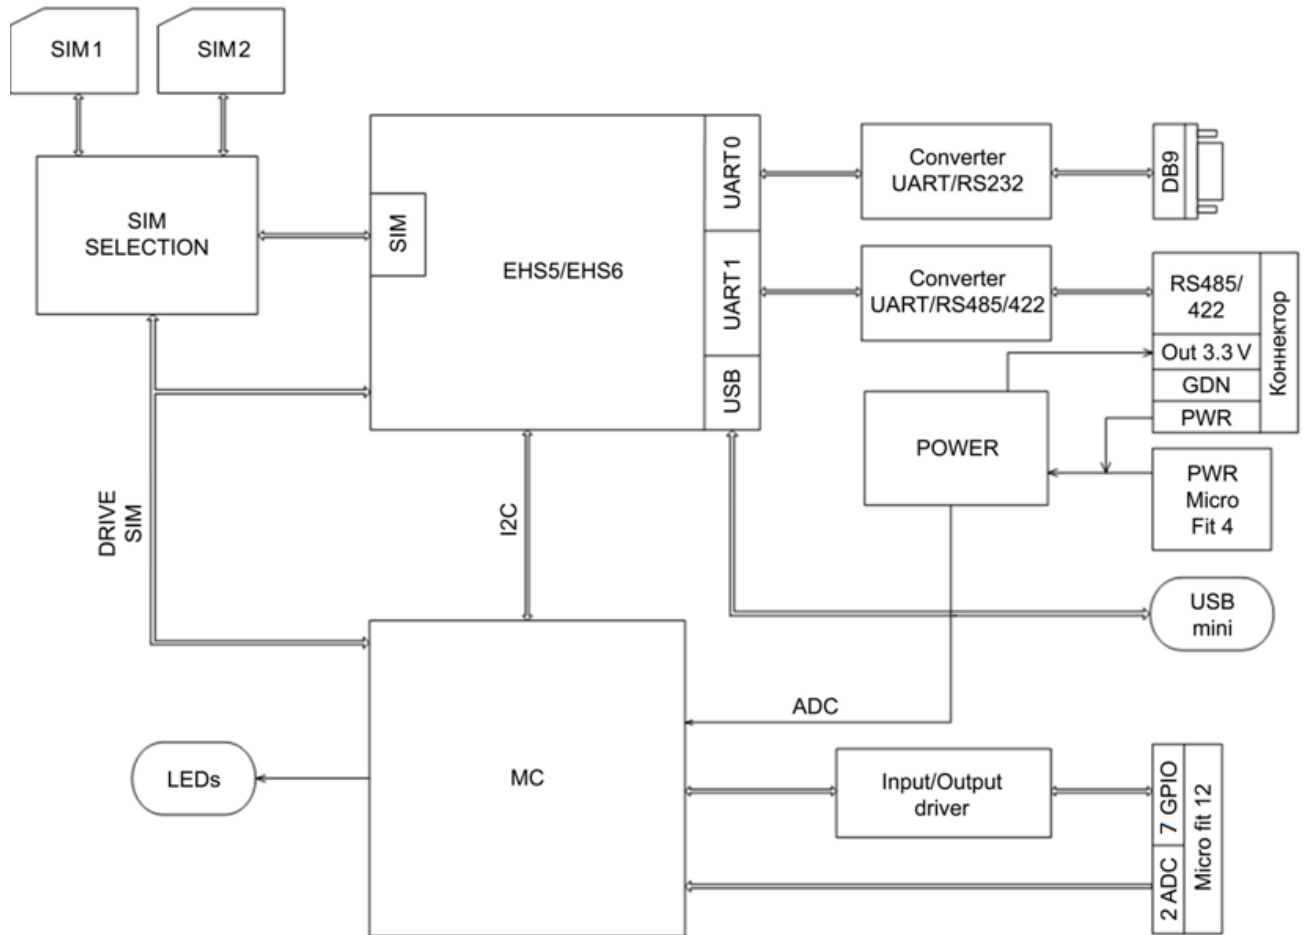 SIM1
SIM2
SIM
SELECTION
SIM
EHS5/EHS6
UART0
UART1
USB
Converter
UART/RS232
DB9
Converter
UART/RS485/422
RS485/
422
Out 3.3 V
GDN
PWR
Коннектор
POWER
PWR
Micro
Fit 4
DRIVE
SIM
I2C
USB
mini
ADC
LEDs
MC
Input/Output
driver
7 GPIO
2 ADC
Micro fit 12